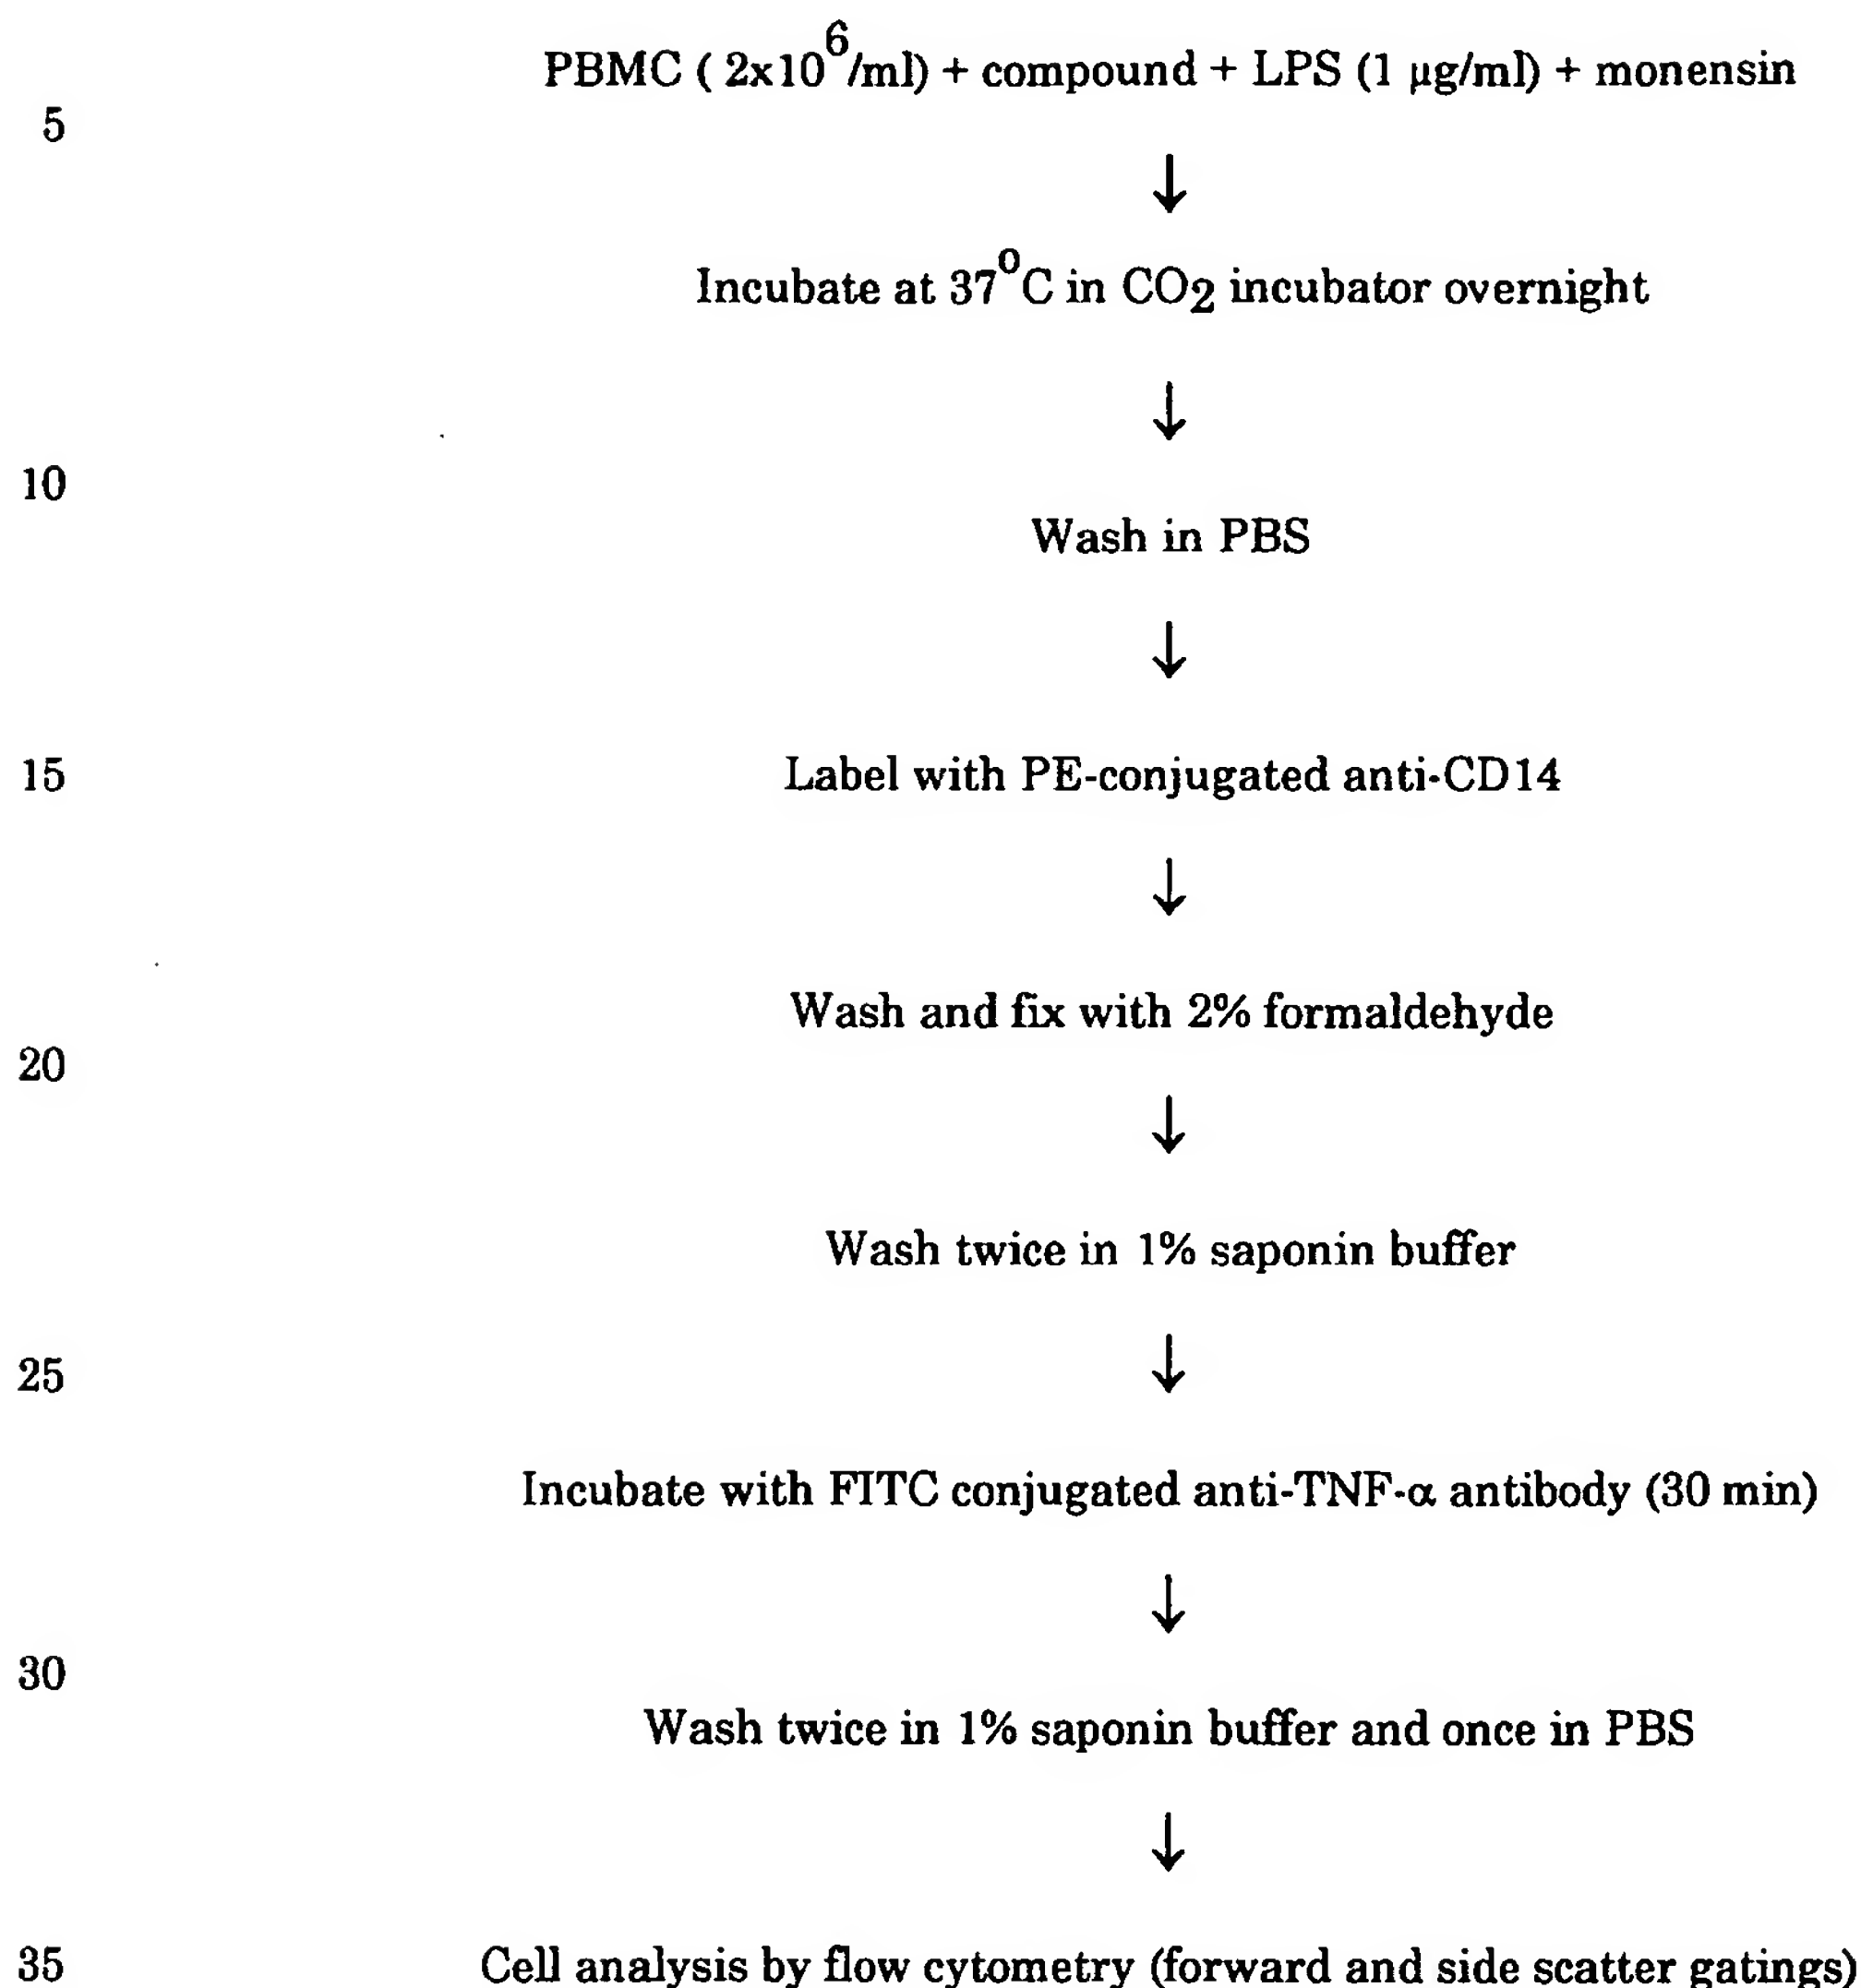 PBMC ( 2x10⁶/ml) + compound + LPS (1 µg/ml) + monensin
5
↓
Incubate at 37⁰C in CO₂ incubator overnight
↓
10
Wash in PBS
↓
15 Label with PE-conjugated anti-CD14
↓
Wash and fix with 2% formaldehyde
20
↓
Wash twice in 1% saponin buffer
↓
25
Incubate with FITC conjugated anti-TNF-α antibody (30 min)
↓
30
Wash twice in 1% saponin buffer and once in PBS
↓
35 Cell analysis by flow cytometry (forward and side scatter gatings)